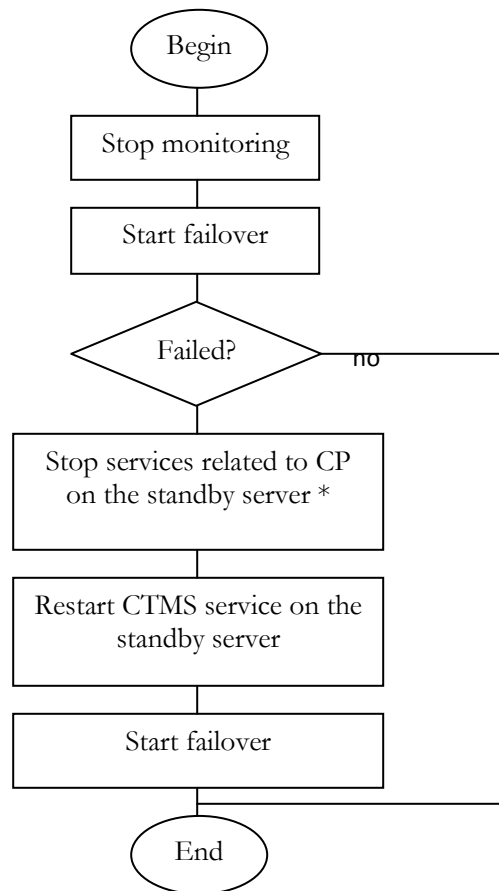 Begin
Stop monitoring
Start failover
Failed?
no
Stop services related to CP
on the standby server *
Restart CTMS service on the
standby server
Start failover
End